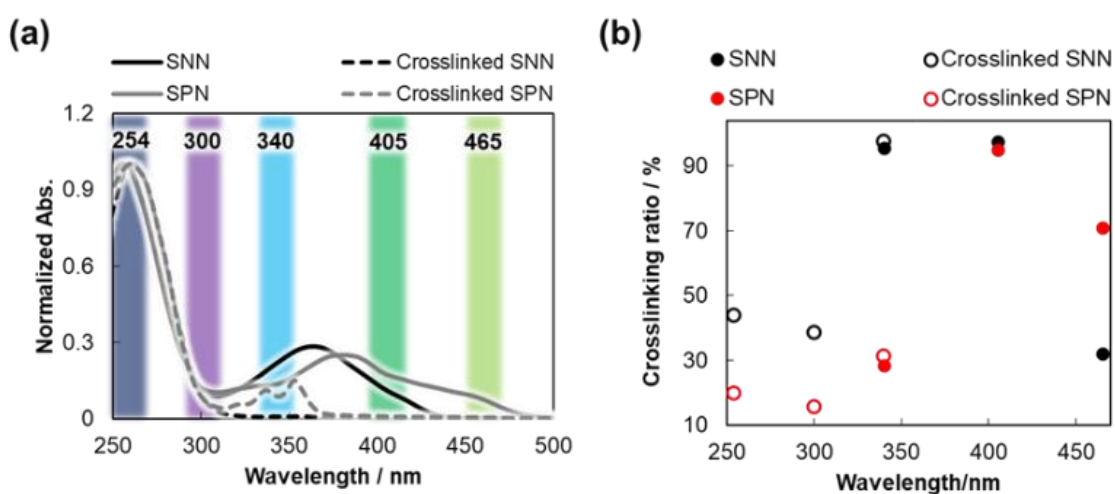 (a)
SNN
Crosslinked SNN
SPN
Crosslinked SPN
1.2
0.9
0.6
0.3
0
Normalized Abs.
254
300
340
405
465
250
300
350
400
450
500
Wavelength / nm
(b)
SNN
Crosslinked SNN
SPN
Crosslinked SPN
90
70
50
30
10
Crosslinking ratio / %
250
300
350
400
450
Wavelength/nm